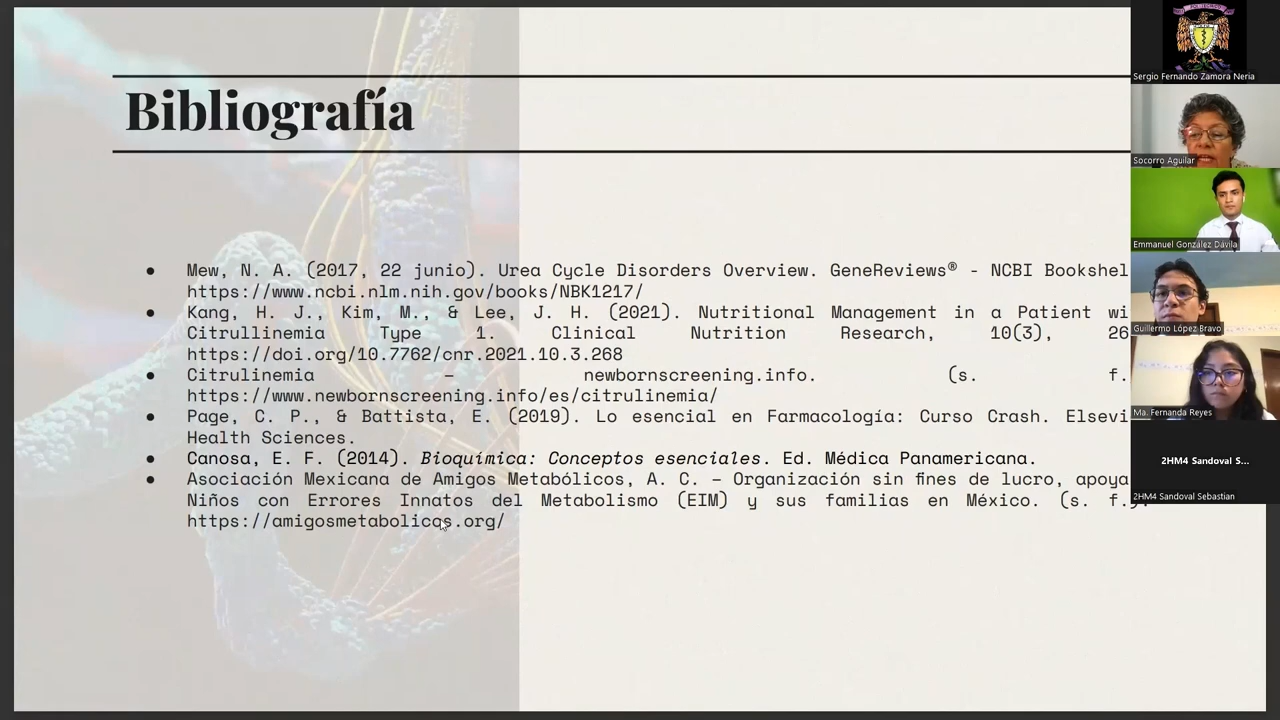 Bibliografía
● Mew, N. A. (2017, 22 junio). Urea Cycle Disorders Overview. GeneReviews® - NCBI Bookshel
https://www.ncbi.nlm.nih.gov/books/NBK1217/
● Kang, H. J., Kim, M., & Lee, J. H. (2021). Nutritional Management in a Patient wi
Citrullinemia Type 1. Clinical Nutrition Research, 10(3), 26
https://doi.org/10.7762/cnr.2021.10.3.268
● Citrulinemia – newbornscreening.info. (s. f.
https://www.newbornscreening.info/es/citrulinemia/
● Page, C. P., & Battista, E. (2019). Lo esencial en Farmacología: Curso Crash. Elsevi
Health Sciences.
● Canosa, E. F. (2014). Bioquímica: Conceptos esenciales. Ed. Médica Panamericana.
● Asociación Mexicana de Amigos Metabólicos, A. C. – Organización sin fines de lucro, apoya
Niños con Errores Innatos del Metabolismo (EIM) y sus familias en México. (s. f.).
https://amigosmetabolicos.org/
Sergio Fernando Zamora Neria
Socorro Aguilar
Emmanuel González Dávila
Guillermo López Bravo
Ma. Fernanda Reyes
2HM4 Sandoval S...
2HM4 Sandoval Sebastian